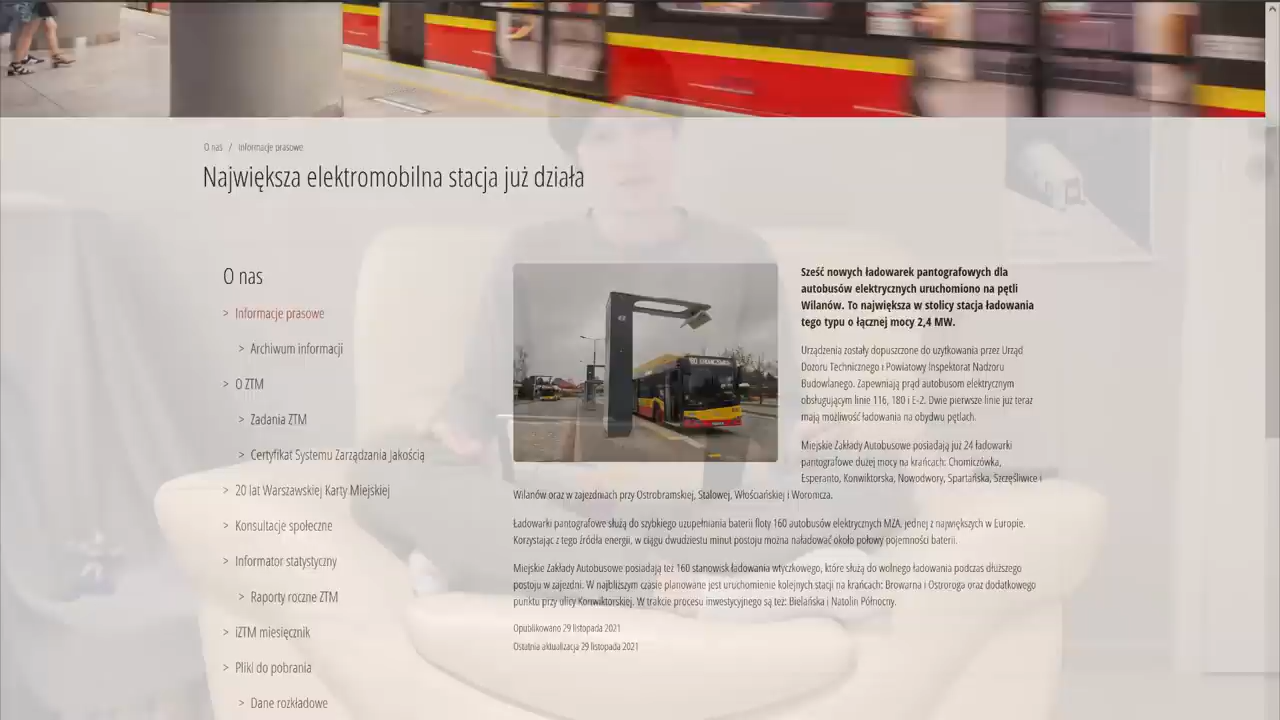 O nas / Informacje prasowe
Największa elektromobilna stacja już działa
O nas
> Informacje prasowe
> Archiwum informacji
> O ZTM
> Zadania ZTM
> Certyfikat Systemu Zarządzania Jakością
> 20 lat Warszawskiej Karty Miejskiej
> Konsultacje społeczne
> Informator statystyczny
> Raporty roczne ZTM
> iZTM miesięcznik
> Pliki do pobrania
> Dane rozkładowe
Sześć nowych ładowarek pantografowych dla
autobusów elektrycznych uruchomiono na pętli
Wilanów. To największa w stolicy stacja ładowania
tego typu o łącznej mocy 2,4 MW.
Urządzenia zostały dopuszczone do użytkowania przez Urząd
Dozoru Technicznego i Powiatowy Inspektorat Nadzoru
Budowlanego. Zapewniają prąd autobusom elektrycznym
obsługującym linie 116, 180 i E-2. Dwie pierwsze linie już teraz
mają możliwość ładowania na obydwu pętlach.
Miejskie Zakłady Autobusowe posiadają już 24 ładowarki
pantografowe dużej mocy na krańcach: Chomiczówka,
Esperanto, Konwiktorska, Nowodwory, Spartańska, Szczęśliwice i
Wilanów oraz w zajezdniach przy Ostrobramskiej, Stalowej, Włościańskiej i Woronicza.
Ładowarki pantografowe służą do szybkiego uzupełniania baterii floty 160 autobusów elektrycznych MZA, jednej z największych w Europie.
Korzystając z tego źródła energii, w ciągu dwudziestu minut postoju można naładować około połowy pojemności baterii.
Miejskie Zakłady Autobusowe posiadają też 160 stanowisk ładowania wtyczkowego, które służą do wolnego ładowania podczas dłuższego
postoju w zajezdni. W najbliższym czasie planowane jest uruchomienie kolejnych stacji na krańcach: Browarna i Ostroroga oraz dodatkowego
punktu przy ulicy Konwiktorskiej. W trakcie procesu inwestycyjnego są też: Bielańska i Natolin Północny.
Opublikowano 29 listopada 2021
Ostatnia aktualizacja 29 listopada 2021